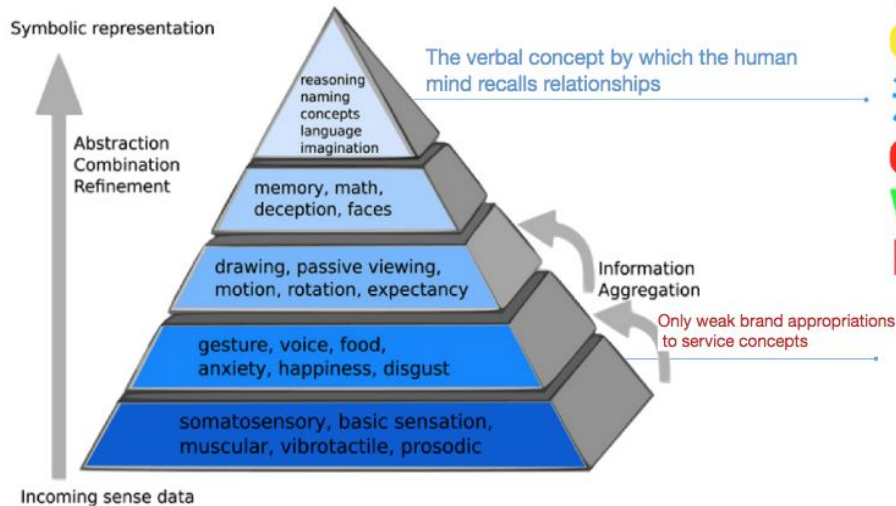 Symbolic representation
The verbal concept by which the human
mind recalls relationships
reasoning
naming
concepts
language
imagination
Abstraction
Combination
Refinement
memory, math,
deception, faces
drawing, passive viewing,
motion, rotation, expectancy
Information
Aggregation
Only weak brand appropriations
to service concepts
gesture, voice, food,
anxiety, happiness, disgust
somatosensory, basic sensation,
muscular, vibrotactile, prosodic
Incoming sense data